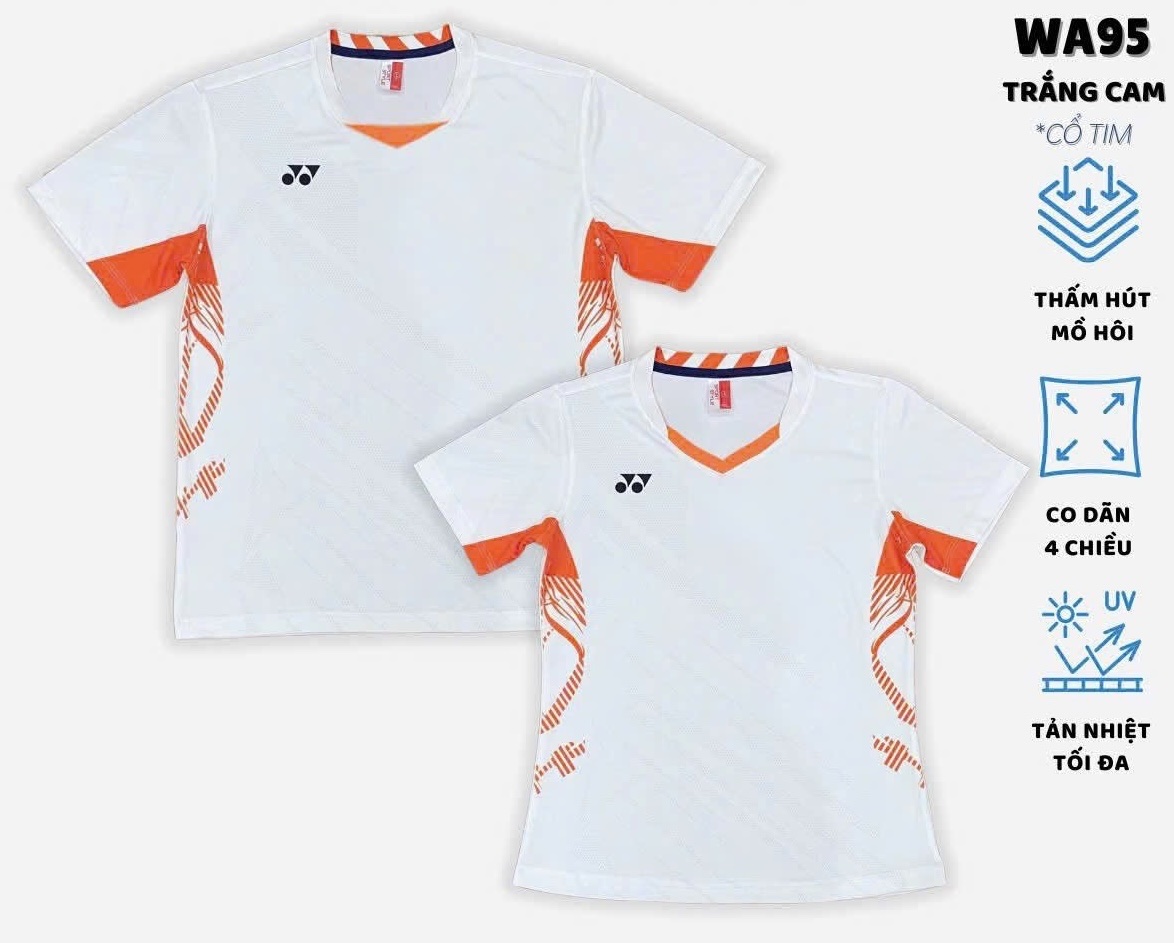 WA95
TRẮNG CAM
*CỔ TIM
THẤM HÚT
MỒ HÔI
CO DÃN
4 CHIỀU
UV
TẢN NHIỆT
TỐI ĐA